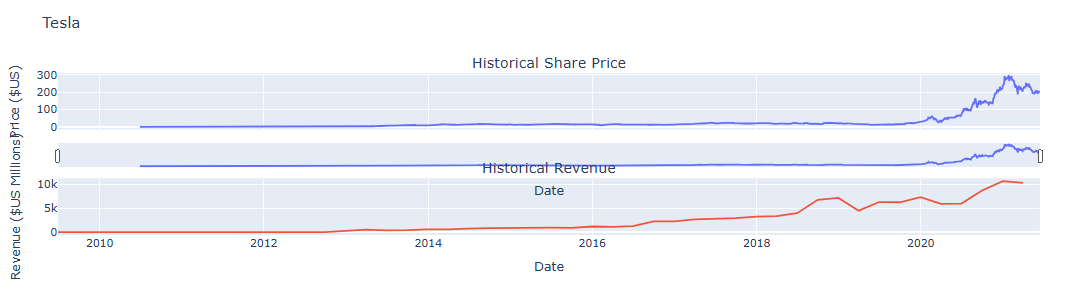 Tesla
Historical Share Price
Price ($US)
300
200
100
0
Historical Revenue
Date
Revenue ($US Millions)
10k
5k
0
2010 2012 2014 2016 2018 2020
Date